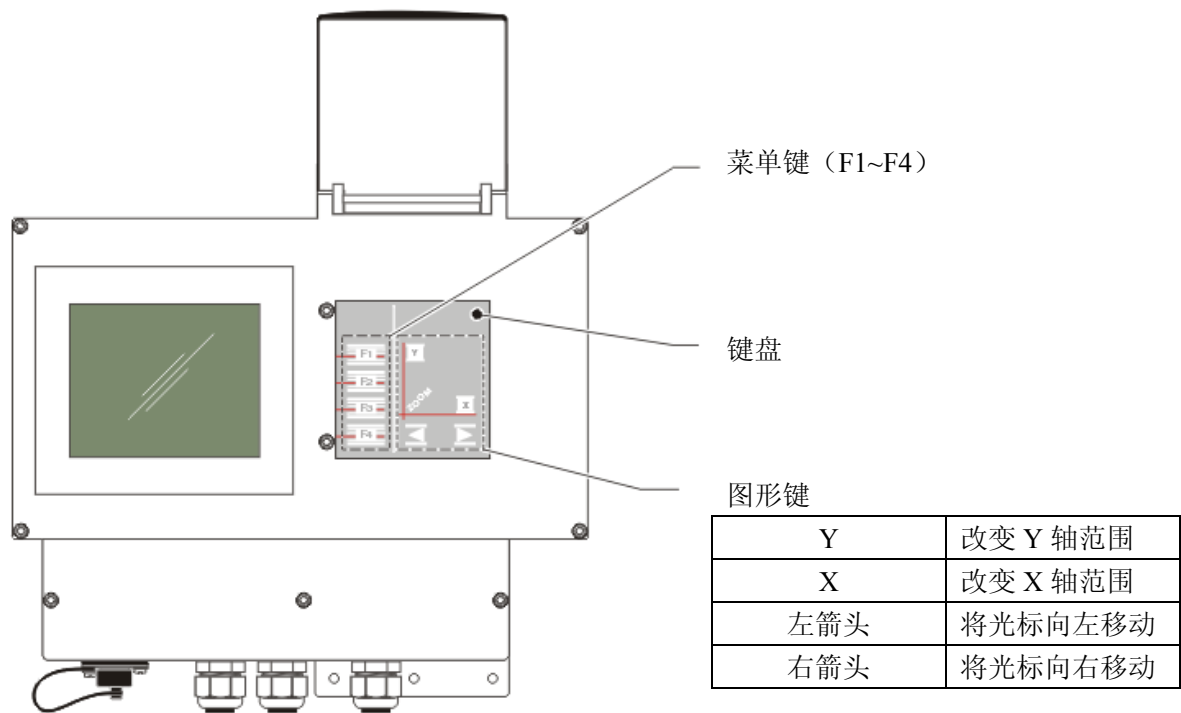 菜单键（F1~F4）
键盘
F1
Y
F2
ZOOM
F3
X
F4
图形键
Y 改变 Y 轴范围
X 改变 X 轴范围
左箭头 将光标向左移动
右箭头 将光标向右移动